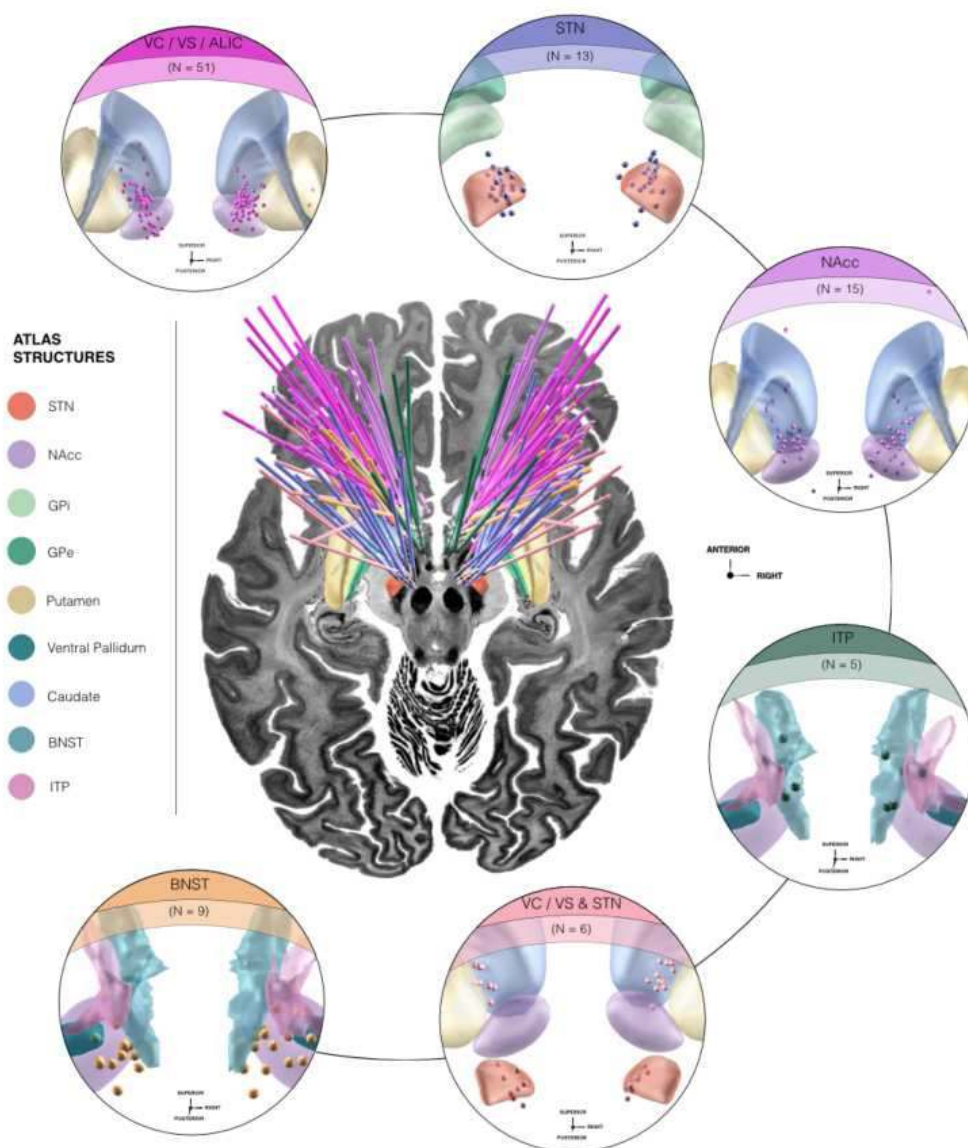 VC / VS / ALIC
(N = 51)
SUPERIOR
RIGHT
POSTERIOR
STN
(N = 13)
SUPERIOR
RIGHT
POSTERIOR
NAcc
(N = 15)
SUPERIOR
RIGHT
POSTERIOR
ATLAS
STRUCTURES
STN
NAcc
GPi
GPe
Putamen
Ventral Pallidum
Caudate
BNST
ITP
ANTERIOR
RIGHT
ITP
(N = 5)
SUPERIOR
RIGHT
POSTERIOR
BNST
(N = 9)
SUPERIOR
RIGHT
POSTERIOR
VC / VS & STN
(N = 6)
SUPERIOR
RIGHT
POSTERIOR